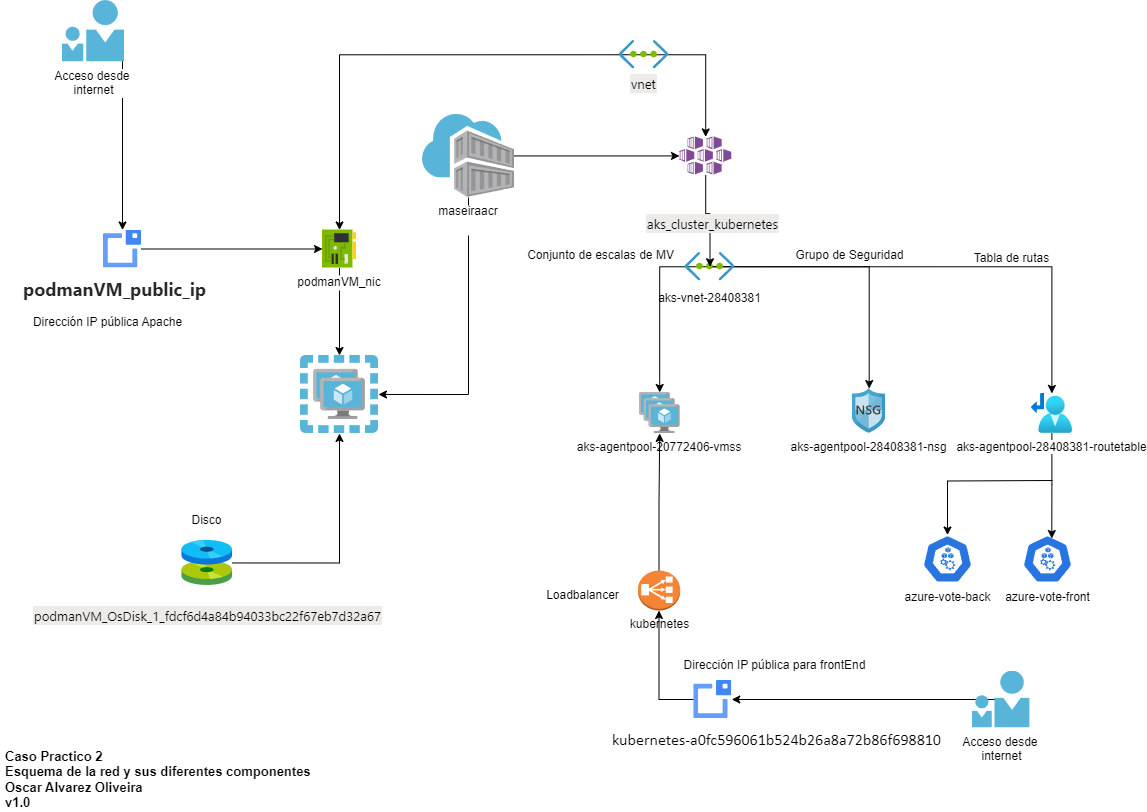 Acceso desde
internet
vnet
maseiraacr
aks_cluster_kubernetes
podmanVM_public_ip
Dirección IP pública Apache
podmanVM_nic
Conjunto de escalas de MV
Grupo de Seguridad
Tabla de rutas
aks-vnet-28408381
NSG
aks-agentpool-20772406-vmss
aks-agentpool-28408381-nsg
aks-agentpool-28408381-routetable
Disco
podmanVM_OsDisk_1_fdcf6d4a84b94033bc22f67eb7d32a67
azure-vote-back
azure-vote-front
Loadbalancer
kubernetes
Dirección IP pública para frontEnd
kubernetes-a0fc596061b524b26a8a72b86f698810
Acceso desde
internet
Caso Practico 2
Esquema de la red y sus diferentes componentes
Oscar Alvarez Oliveira
v1.0